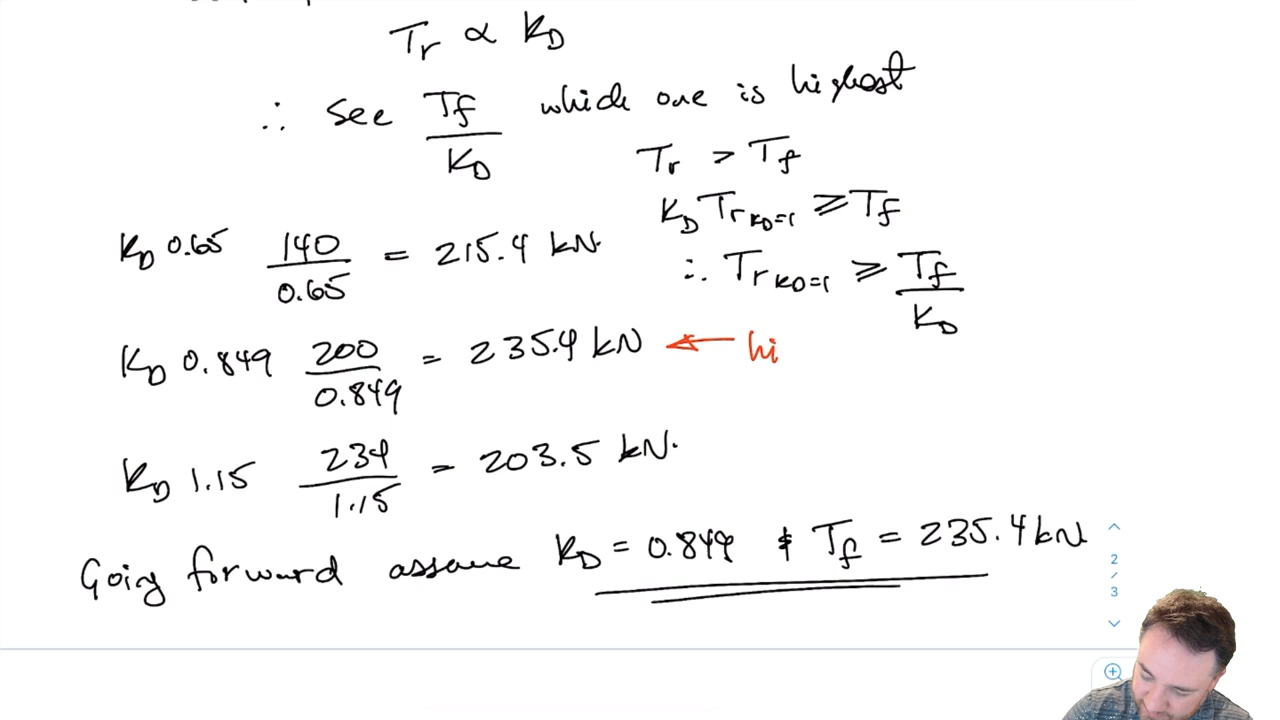 Tr ∝ KD
∴ See Tf/KD which one is highest
Tr > Tf
KD Tr KD=1 ⩾ Tf
∴ Tr KD=1 ⩾ Tf/KD
KD 0.65 140/0.65 = 215.4 kN.
KD 0.849 200/0.849 = 235.4 kN ← hi
KD 1.15 234/1.15 = 203.5 kN.
Going forward assume KD = 0.849 & Tf = 235.4 kN
2
/
3